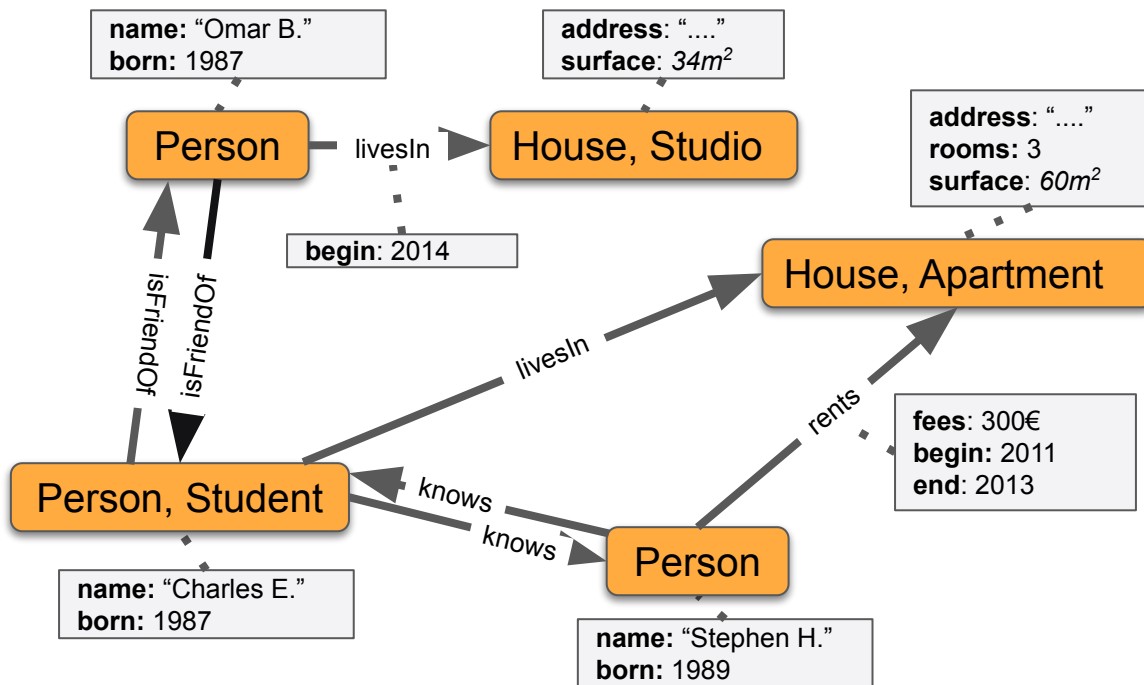 name: “Omar B.”
born: 1987
address: “....”
surface: 34m²
Person
livesIn
House, Studio
address: “....”
rooms: 3
surface: 60m²
begin: 2014
House, Apartment
isFriendOf
isFriendOf
livesIn
rents
fees: 300€
begin: 2011
end: 2013
Person, Student
knows
knows
Person
name: “Charles E.”
born: 1987
name: “Stephen H.”
born: 1989